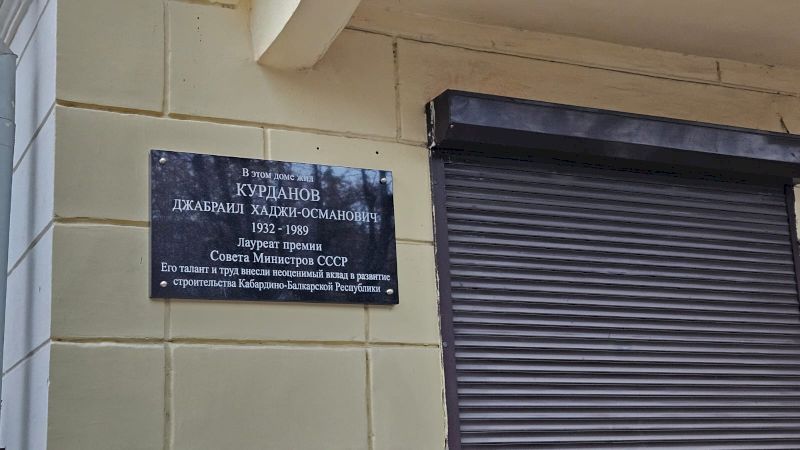 В этом доме жил
КУРДАНОВ
ДЖАБРАИЛ ХАДЖИ-ОСМАНОВИЧ
1932 - 1989
Лауреат премии
Совета Министров СССР
Его талант и труд внесли неоценимый вклад в развитие
строительства Кабардино-Балкарской Республики